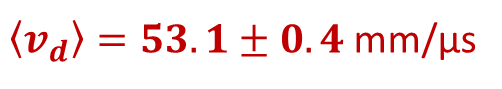 ⟨v_d⟩ = 53.1 ± 0.4 mm/μs